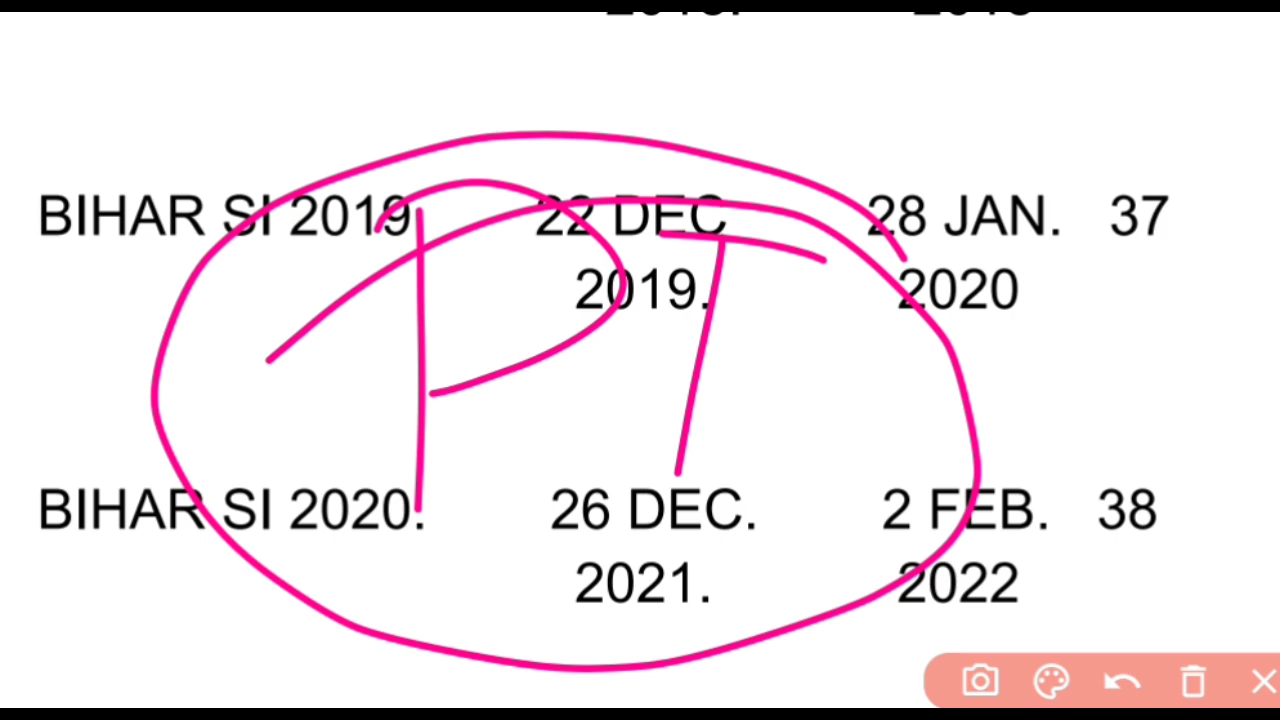 BIHAR SI 2019 22 DEC 28 JAN. 37
2019. 2020
PT
BIHAR SI 2020. 26 DEC. 2 FEB. 38
2021. 2022